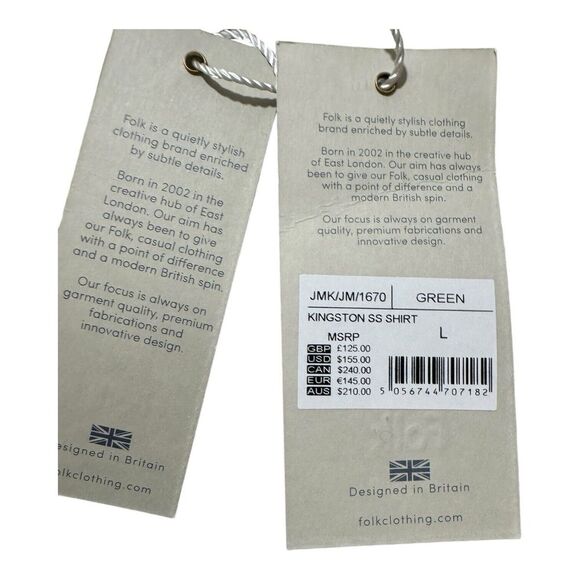 Folk is a quietly stylish
clothing brand enriched
by subtle details.
Born in 2002 in the
creative hub of East
London. Our aim has
always been to give
our Folk, casual clothing
with a point of difference
and a modern British spin.
Our focus is always on
garment quality, premium
fabrications and
innovative design.
esigned in Britain
olkclothing.com
Folk is a quietly stylish clothing
brand enriched by subtle details.
Born in 2002 in the creative hub
of East London. Our aim has always
been to give our Folk, casual clothing
with a point of difference and a
modern British spin.
Our focus is always on garment
quality, premium fabrications and
innovative design.
JMK/JM/1670 GREEN
KINGSTON SS SHIRT
MSRP L
GBP £125.00
USD $155.00
CAN $240.00
EUR €145.00
AUS $210.00
5 056744 707182
Designed in Britain
folkclothing.com